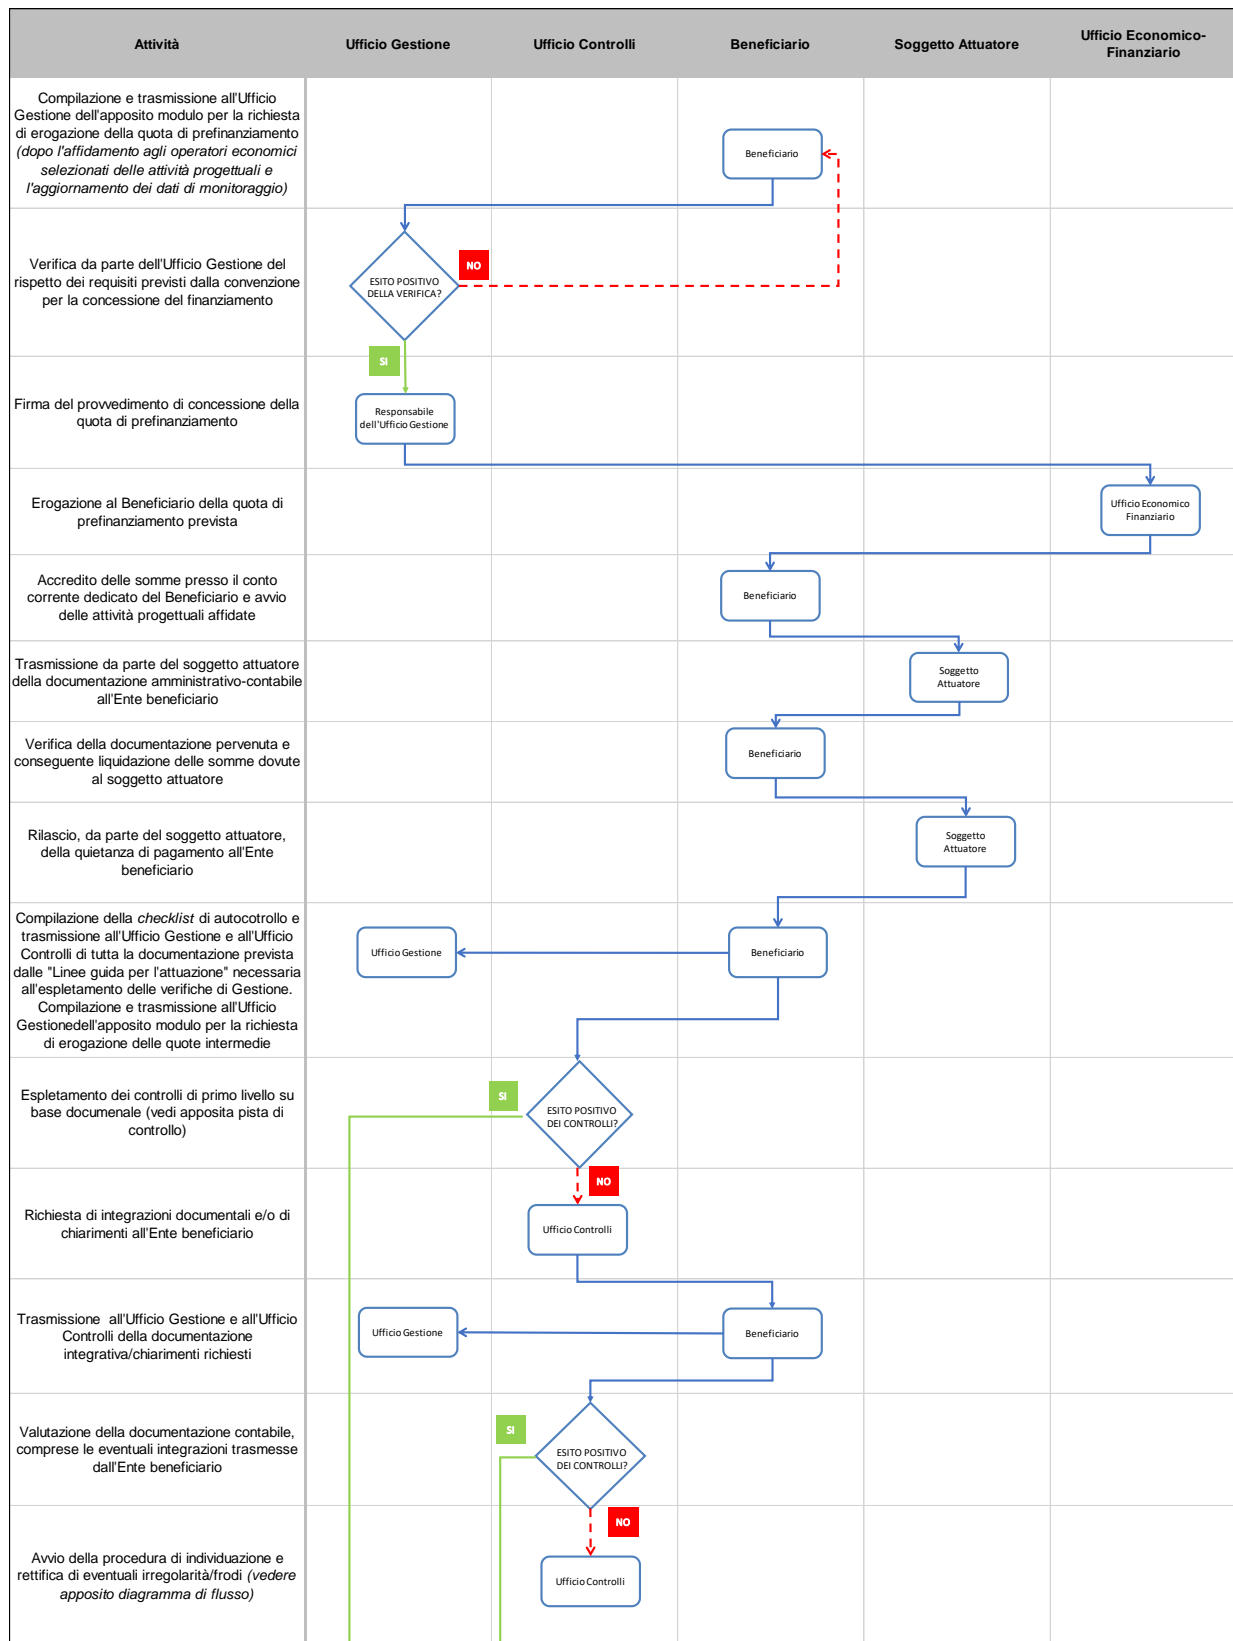 Attività
Ufficio Gestione
Ufficio Controlli
Beneficiario
Soggetto Attuatore
Ufficio Economico-
Finanziario
Compilazione e trasmissione all'Ufficio
Gestione dell'apposito modulo per la richiesta
di erogazione della quota di prefinanziamento
(dopo l'affidamento agli operatori economici
selezionati delle attività progettuali e
l'aggiornamento dei dati di monitoraggio)
Beneficiario
Verifica da parte dell'Ufficio Gestione del
rispetto dei requisiti previsti dalla convenzione
per la concessione del finanziamento
ESITO POSITIVO
DELLA VERIFICA?
NO
SI
Firma del provvedimento di concessione della
quota di prefinanziamento
Responsabile
dell'Ufficio Gestione
Erogazione al Beneficiario della quota di
prefinanziamento prevista
Ufficio Economico
Finanziario
Accredito delle somme presso il conto
corrente dedicato del Beneficiario e avvio
delle attività progettuali affidate
Beneficiario
Trasmissione da parte del soggetto attuatore
della documentazione amministrativo-contabile
all'Ente beneficiario
Soggetto
Attuatore
Verifica della documentazione pervenuta e
conseguente liquidazione delle somme dovute
al soggetto attuatore
Beneficiario
Rilascio, da parte del soggetto attuatore,
della quietanza di pagamento all'Ente
beneficiario
Soggetto
Attuatore
Compilazione della checklist di autocotrollo e
trasmissione all'Ufficio Gestione e all'Ufficio
Controlli di tutta la documentazione prevista
dalle "Linee guida per l'attuazione" necessaria
all'espletamento delle verifiche di Gestione.
Compilazione e trasmissione all'Ufficio
Gestionedell'apposito modulo per la richiesta
di erogazione delle quote intermedie
Ufficio Gestione
Beneficiario
Espletamento dei controlli di primo livello su
base documenale (vedi apposita pista di
controllo)
SI
ESITO POSITIVO
DEI CONTROLLI?
NO
Richiesta di integrazioni documentali e/o di
chiarimenti all'Ente beneficiario
Ufficio Controlli
Trasmissione  all'Ufficio Gestione e all'Ufficio
Controlli della documentazione
integrativa/chiarimenti richiesti
Ufficio Gestione
Beneficiario
Valutazione della documentazione contabile,
comprese le eventuali integrazioni trasmesse
dall'Ente beneficiario
SI
ESITO POSITIVO
DEI CONTROLLI?
NO
Avvio della procedura di individuazione e
rettifica di eventuali irregolarità/frodi (vedere
apposito diagramma di flusso)
Ufficio Controlli